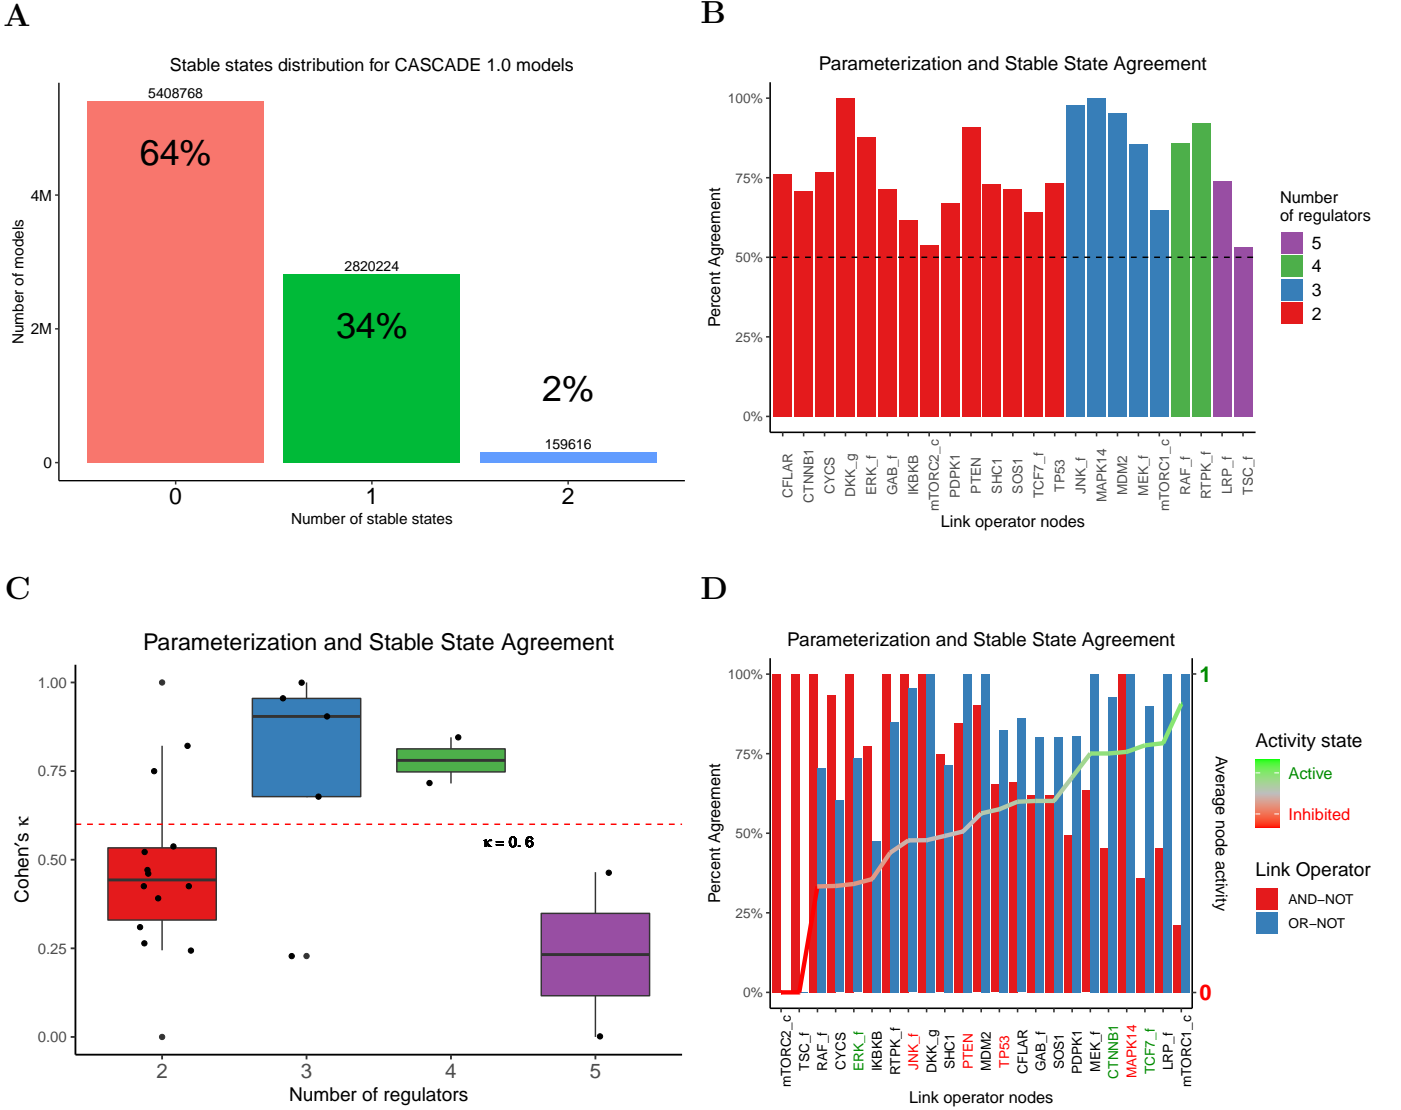 A
Stable states distribution for CASCADE 1.0 models
5408768
64%
2820224
34%
2%
159616
4M
2M
0
Number of models
0
1
2
Number of stable states
B
Parameterization and Stable State Agreement
100%
75%
50%
25%
0%
Percent Agreement
CFLAR
CTNNB1
CYCS
DKK_g
ERK_f
GAB_f
IKBKB
mTORC2_c
PDPK1
PTEN
SHC1
SOS1
TCF7_f
TP53
JNK_f
MAPK14
MDM2
MEK_f
mTORC1_c
RAF_f
RTPK_f
LRP_f
TSC_f
Link operator nodes
Number
of regulators
5
4
3
2
C
Parameterization and Stable State Agreement
1.00
0.75
0.50
0.25
0.00
Cohen's κ
κ = 0.6
2
3
4
5
Number of regulators
D
Parameterization and Stable State Agreement
100%
75%
50%
25%
0%
Percent Agreement
1
0
Average node activity
mTORC2_c
TSC_f
RAF_f
CYCS
ERK_f
IKBKB
RTPK_f
JNK_f
DKK_g
SHC1
PTEN
MDM2
TP53
CFLAR
GAB_f
SOS1
PDPK1
MEK_f
CTNNB1
MAPK14
TCF7_f
LRP_f
mTORC1_c
Link operator nodes
Activity state
Active
Inhibited
Link Operator
AND−NOT
OR−NOT